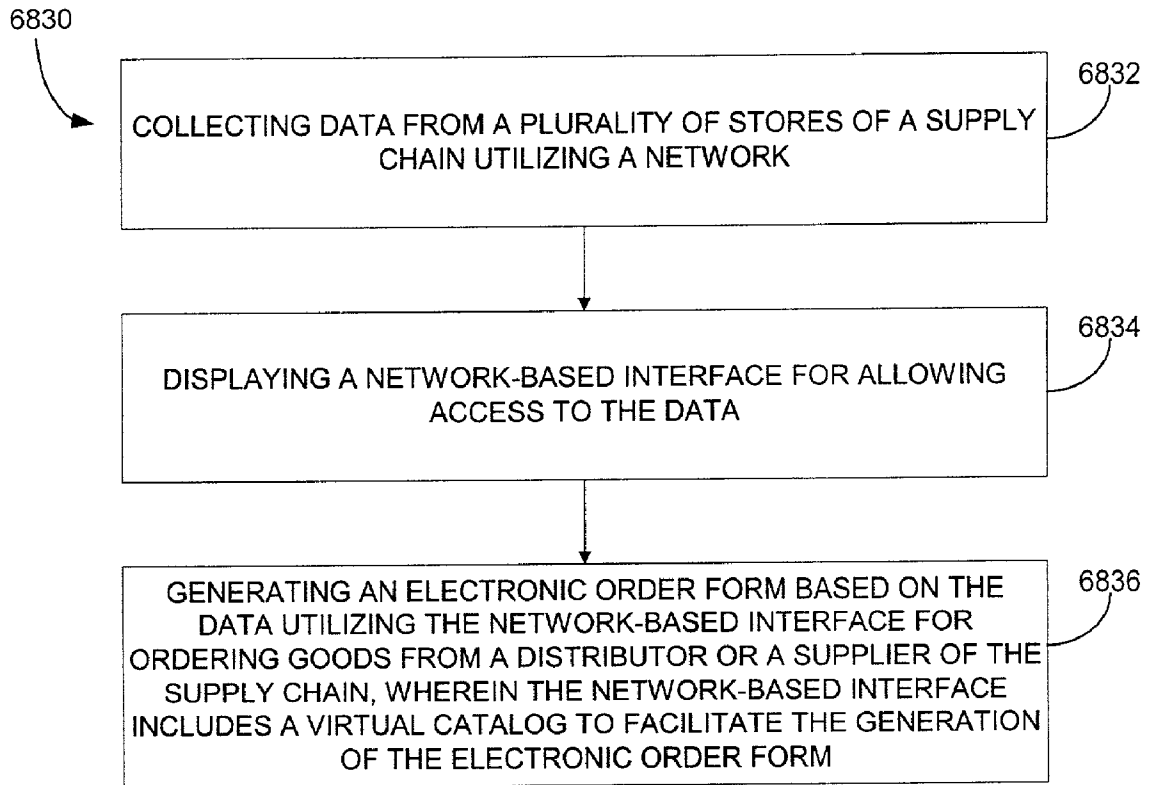 6830
6832
COLLECTING DATA FROM A PLURALITY OF STORES OF A SUPPLY
CHAIN UTILIZING A NETWORK
6834
DISPLAYING A NETWORK-BASED INTERFACE FOR ALLOWING
ACCESS TO THE DATA
6836
GENERATING AN ELECTRONIC ORDER FORM BASED ON THE
DATA UTILIZING THE NETWORK-BASED INTERFACE FOR
ORDERING GOODS FROM A DISTRIBUTOR OR A SUPPLIER OF THE
SUPPLY CHAIN, WHEREIN THE NETWORK-BASED INTERFACE
INCLUDES A VIRTUAL CATALOG TO FACILITATE THE GENERATION
OF THE ELECTRONIC ORDER FORM